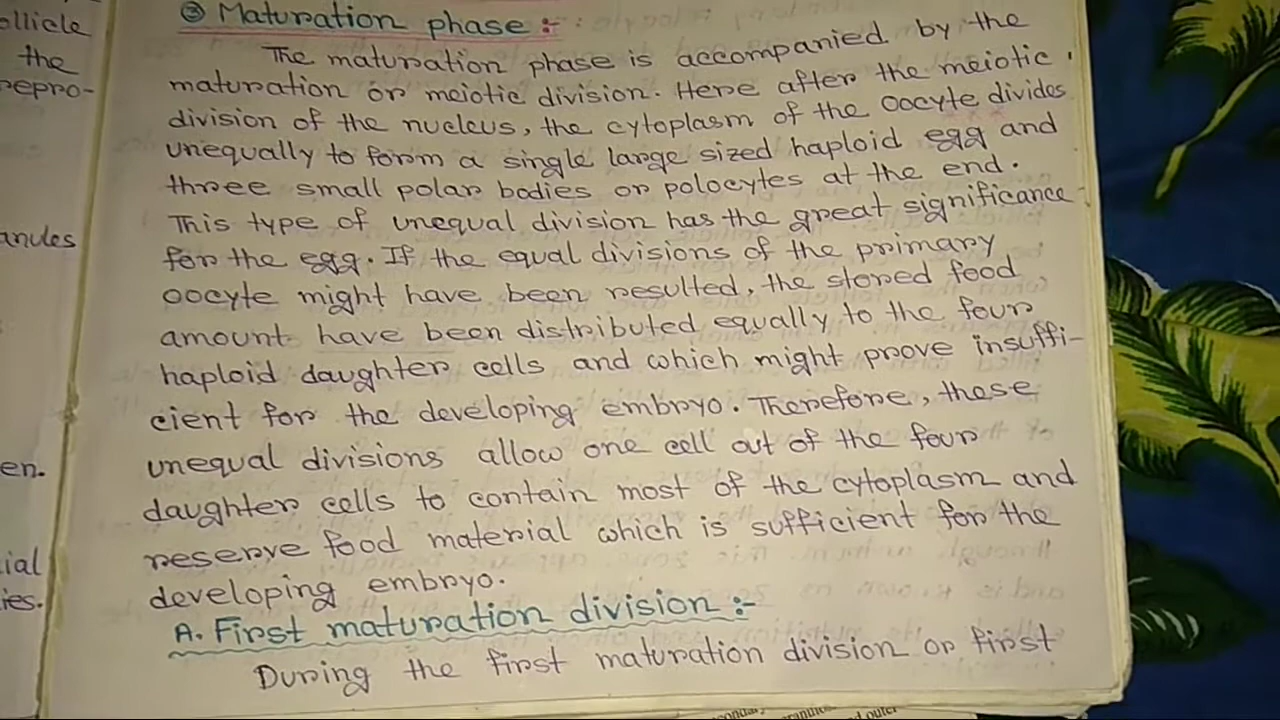 ③ Maturation phase :-
The maturation phase is accompanied by the
maturation or meiotic division. Here after the meiotic
division of the nucleus, the cytoplasm of the oocyte divides
unequally to form a single large sized haploid egg and
three small polar bodies or polocytes at the end.
This type of unequal division has the great significance
for the egg. If the equal divisions of the primary
oocyte might have been resulted, the stored food
amount have been distributed equally to the four
haploid daughter cells and which might prove insuffi-
cient for the developing embryo. Therefore, these
unequal divisions allow one cell out of the four
daughter cells to contain most of the cytoplasm and
reserve food material which is sufficient for the
developing embryo.
A. First maturation division :-
During the first maturation division or first
ollicle
the
repro-
anules
en.
ial
ies.